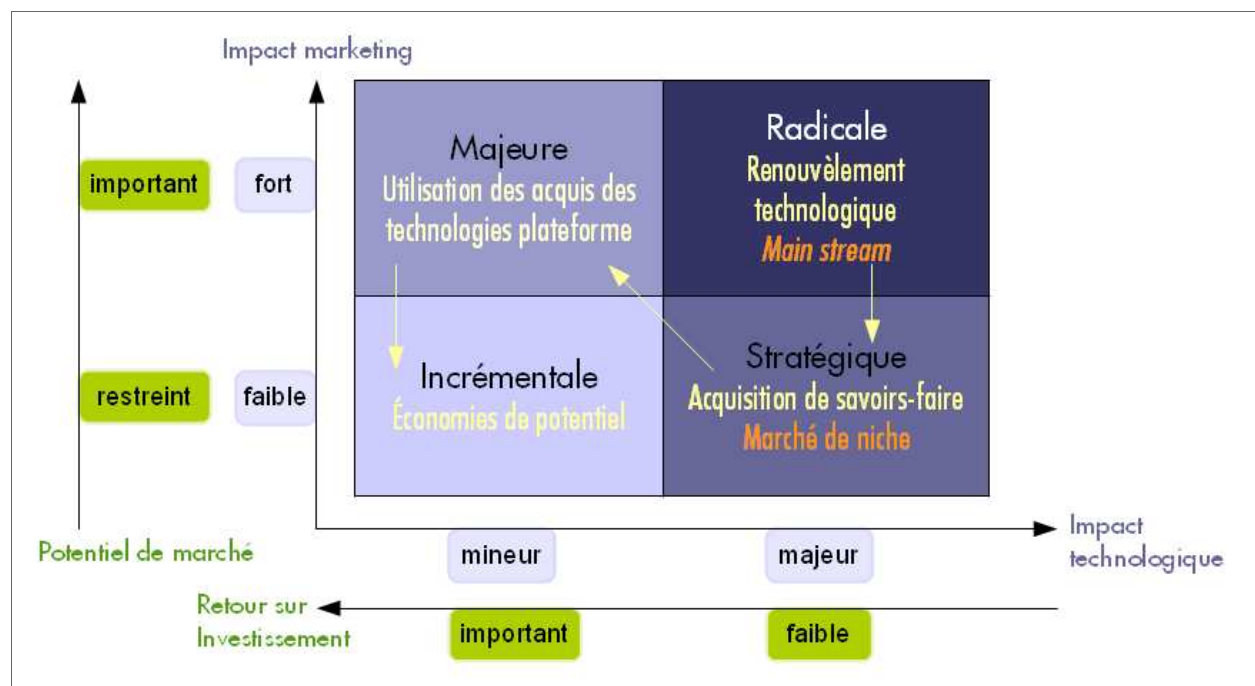 Impact marketing
important
fort
restreint
faible
Majeure
Utilisation des acquis des
technologies plateforme
Radicale
Renouvèlement
technologique
Main stream
Incrémentale
Économies de potentiel
Stratégique
Acquisition de savoirs-faire
Marché de niche
Potentiel de marché
mineur
majeur
Impact
technologique
Retour sur
Investissement
important
faible